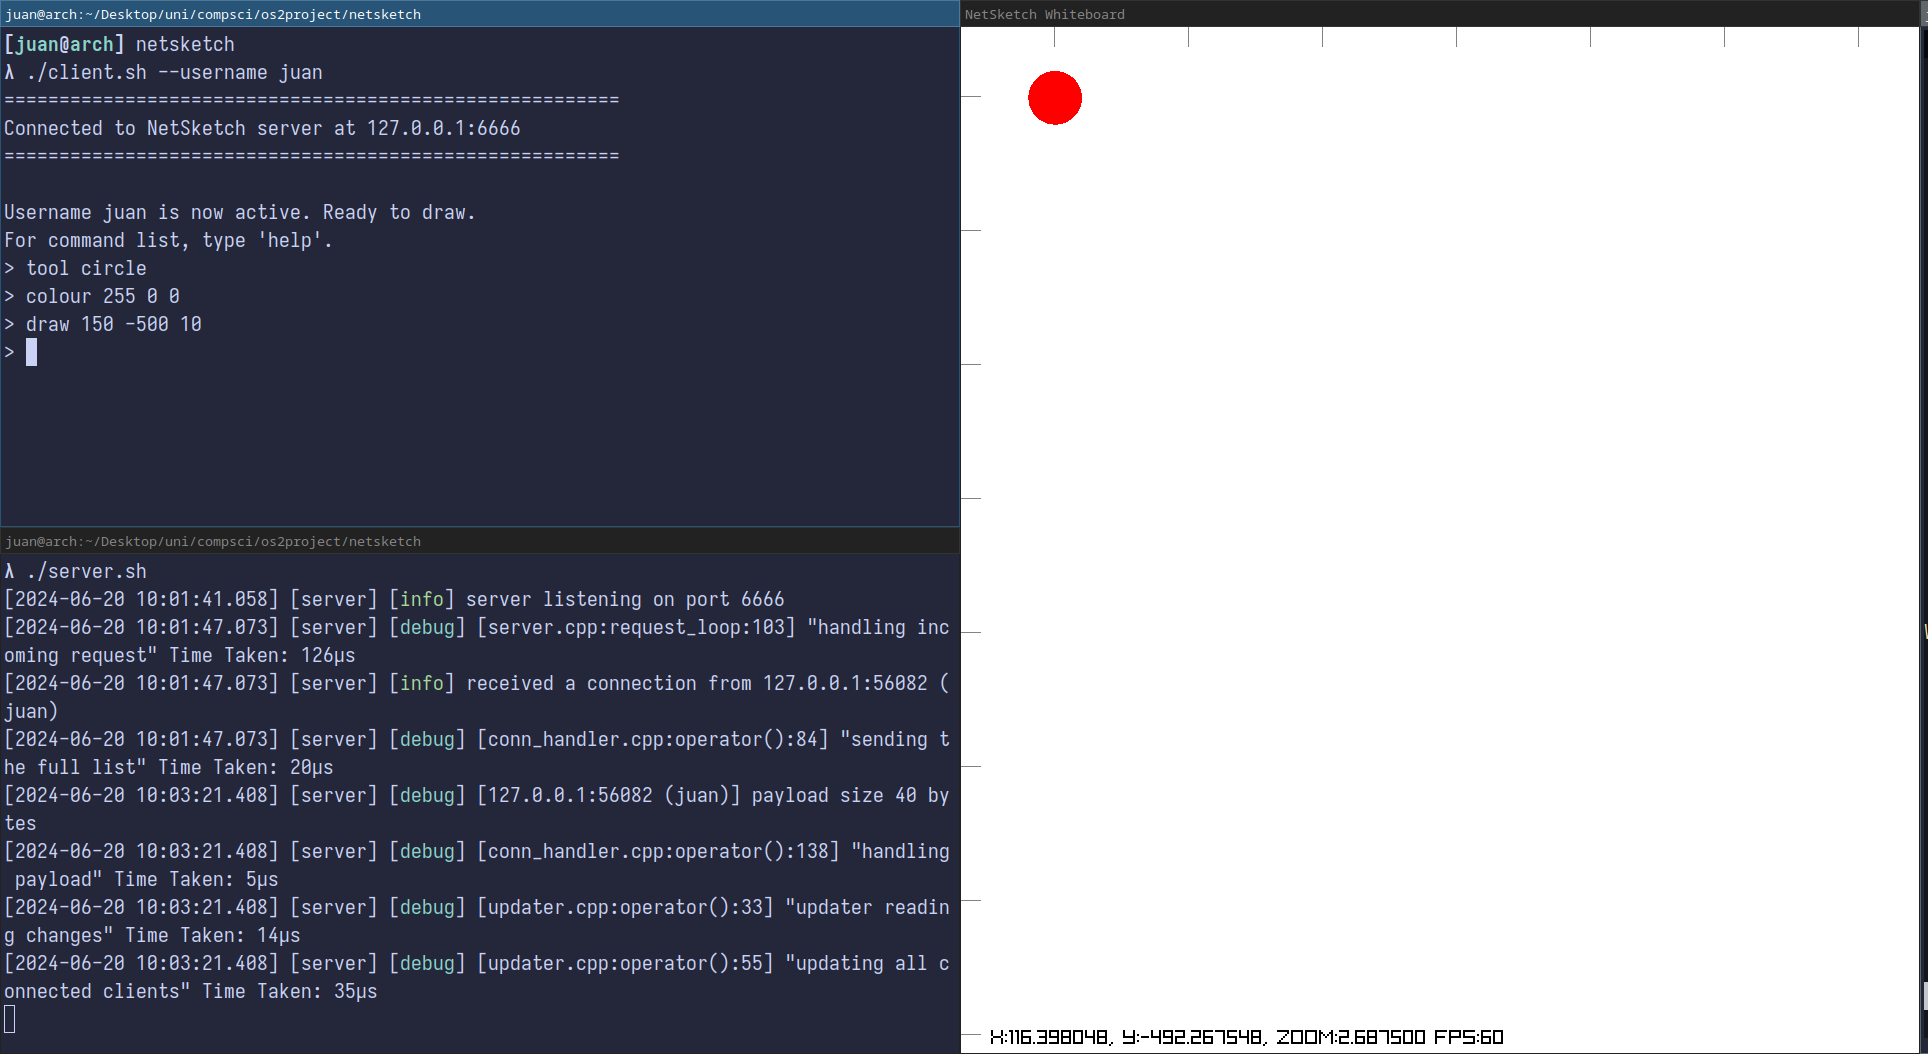 juan@arch:~/Desktop/uni/compsci/os2project/netsketch
[juan@arch] netsketch
λ ./client.sh --username juan
========================================================
Connected to NetSketch server at 127.0.0.1:6666
========================================================
Username juan is now active. Ready to draw.
For command list, type 'help'.
> tool circle
> colour 255 0 0
> draw 150 -500 10
>
juan@arch:~/Desktop/uni/compsci/os2project/netsketch
λ ./server.sh
[2024-06-20 10:01:41.058] [server] [info] server listening on port 6666
[2024-06-20 10:01:47.073] [server] [debug] [server.cpp:request_loop:103] "handling inc
oming request" Time Taken: 126µs
[2024-06-20 10:01:47.073] [server] [info] received a connection from 127.0.0.1:56082 (
juan)
[2024-06-20 10:01:47.073] [server] [debug] [conn_handler.cpp:operator():84] "sending t
he full list" Time Taken: 20µs
[2024-06-20 10:03:21.408] [server] [debug] [127.0.0.1:56082 (juan)] payload size 40 by
tes
[2024-06-20 10:03:21.408] [server] [debug] [conn_handler.cpp:operator():138] "handling
 payload" Time Taken: 5µs
[2024-06-20 10:03:21.408] [server] [debug] [updater.cpp:operator():33] "updater readin
g changes" Time Taken: 14µs
[2024-06-20 10:03:21.408] [server] [debug] [updater.cpp:operator():55] "updating all c
onnected clients" Time Taken: 35µs
NetSketch Whiteboard
X:116.398048, Y:-492.267548, ZOOM:2.687500 FPS:60